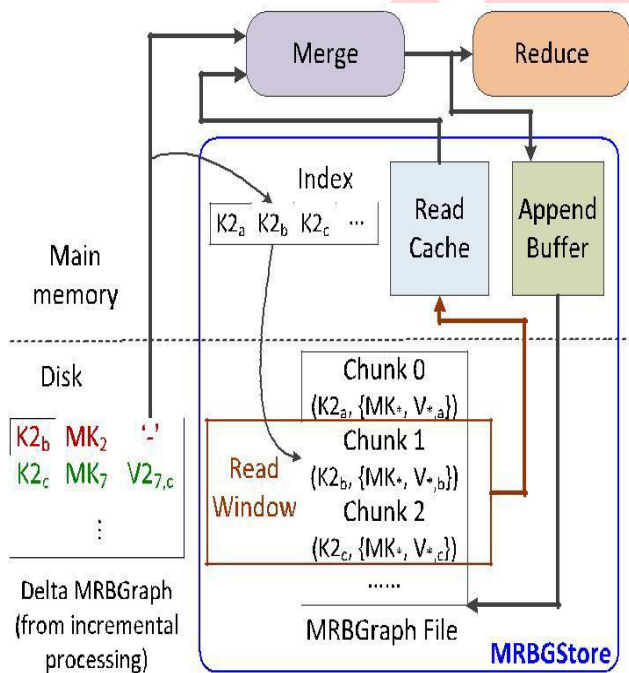 Merge
Reduce
Index
K2a K2b K2c ...
Read
Cache
Append
Buffer
Main
memory
Disk
K2b MK2 '-'
K2c MK7 V27,c
⋮
Delta MRBGraph
(from incremental
processing)
Read
Window
Chunk 0
(K2a, {MK*, V*,a})
Chunk 1
(K2b, {MK*, V*,b})
Chunk 2
(K2c, {MK*, V*,c})
......
MRBGraph File
MRBGStore